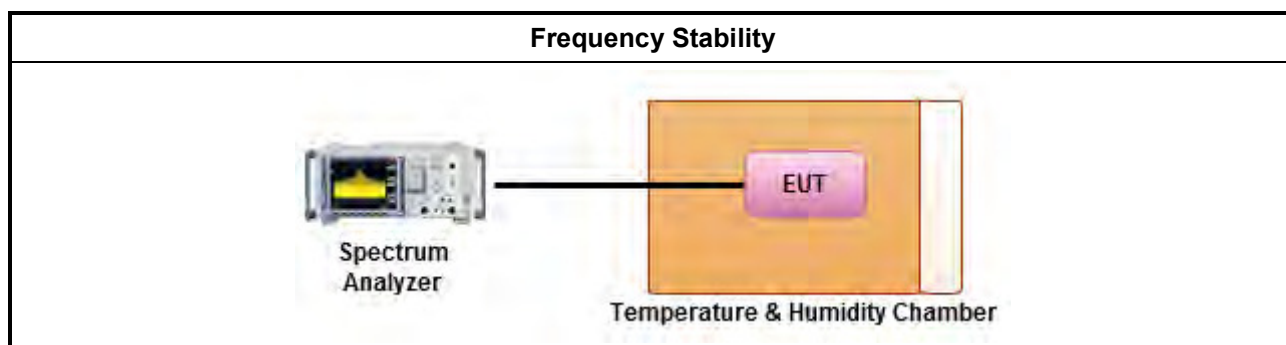 Frequency Stability
EUT
Spectrum
Analyzer
Temperature & Humidity Chamber